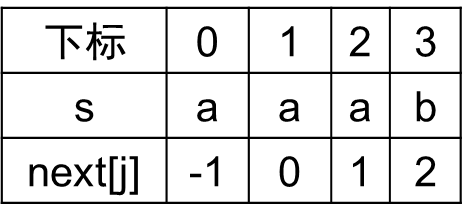 下标 0 1 2 3
s a a a b
next[j] -1 0 1 2